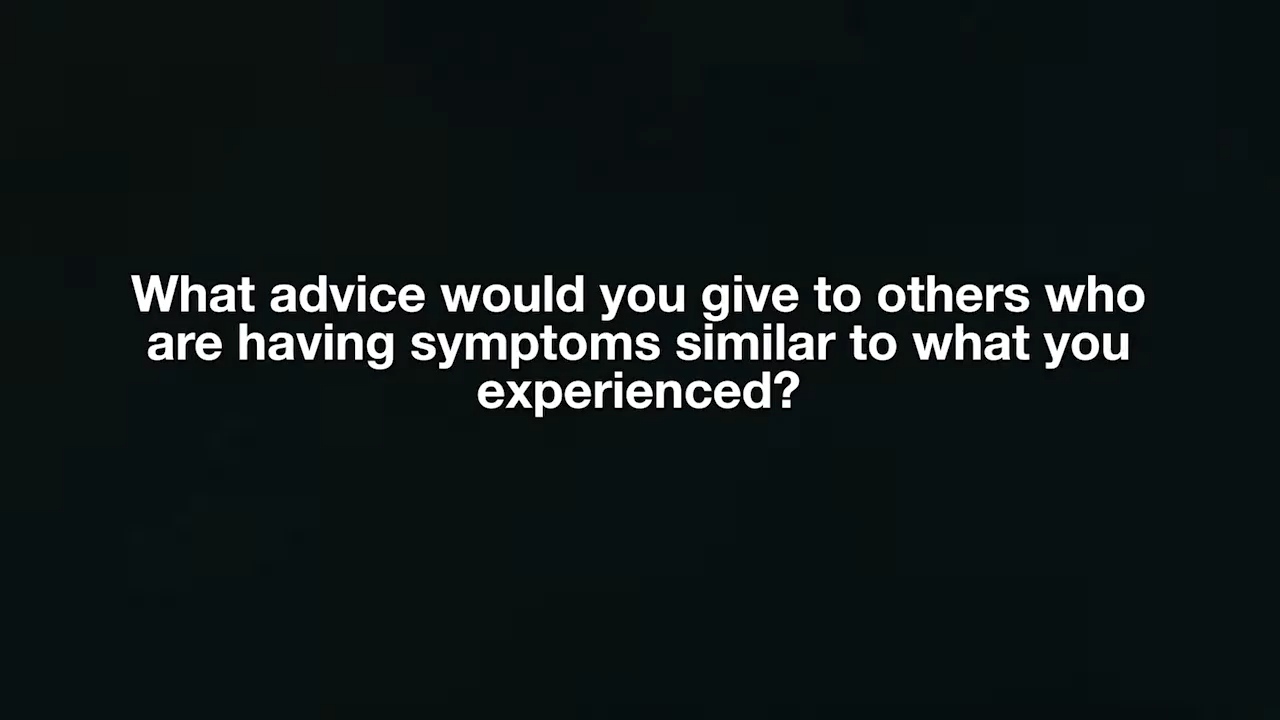 What advice would you give to others who
are having symptoms similar to what you
experienced?